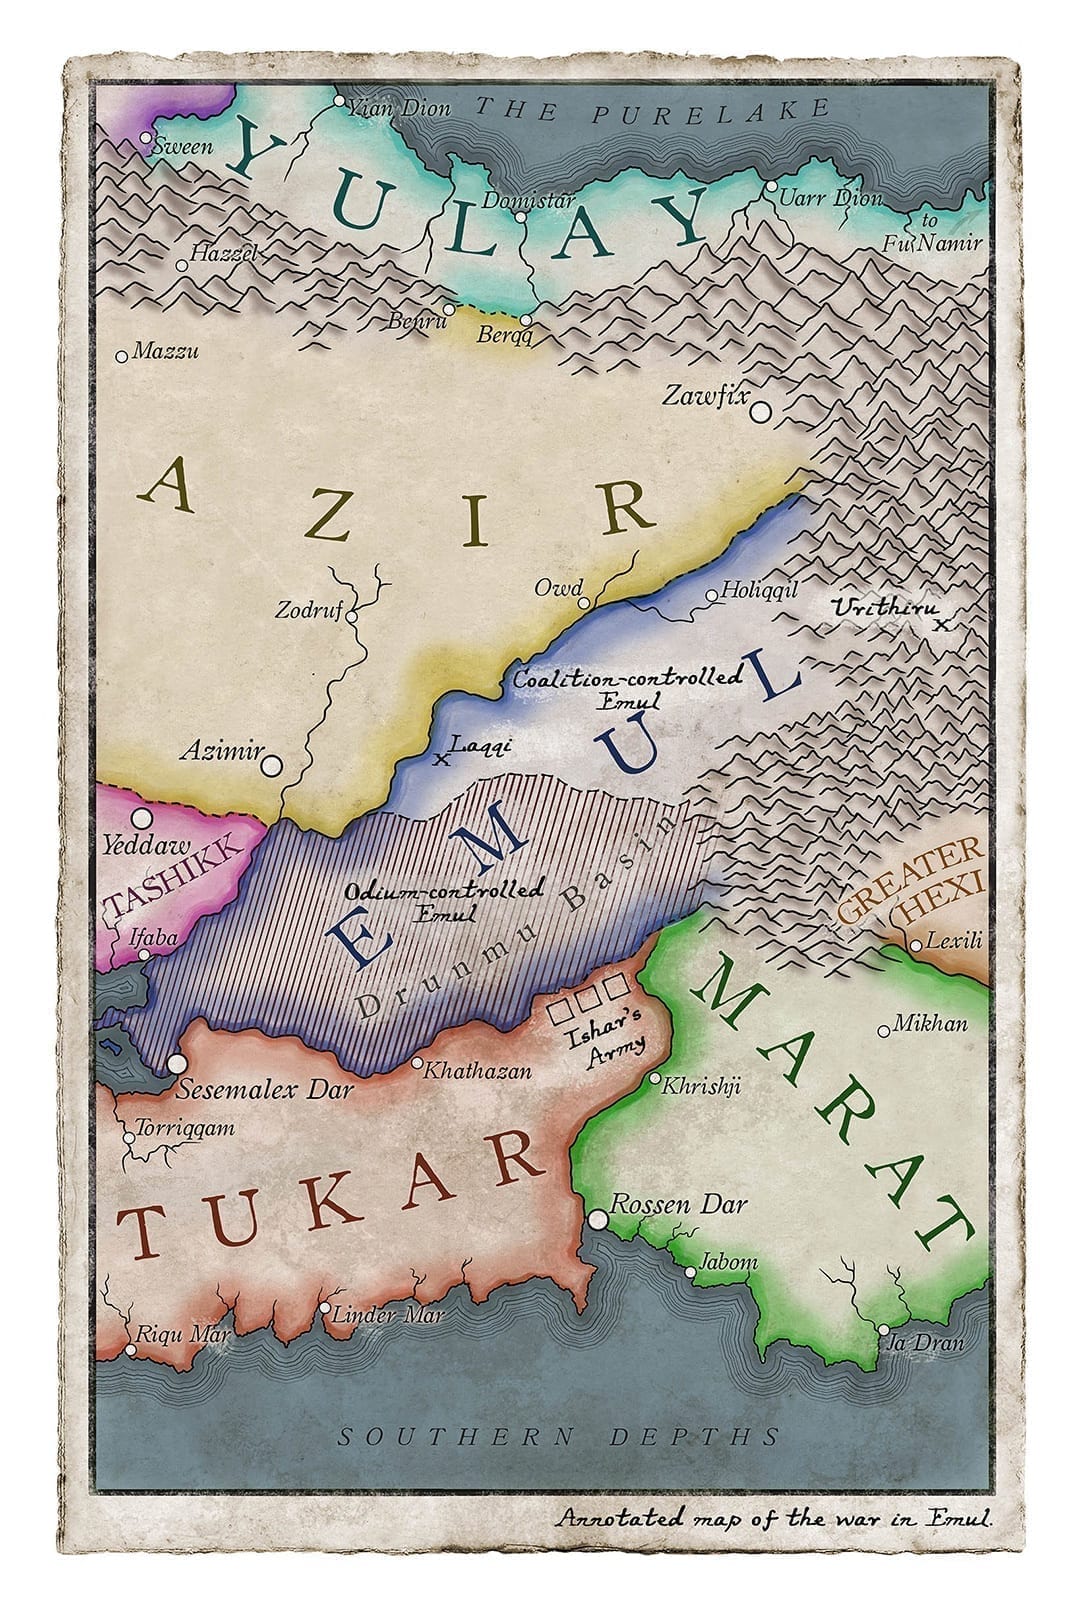 Yian Dion
THE PURELAKE
Sween
YULAY
Domistar
Uarr Dion
to
Fu Namir
Hazzel
Benru
Berqq
Mazzu
Zawfix
AZIR
Owd
Holiqqil
Zodruf
Urithiru
x
Coalition-controlled
Emul
Azimir
x Laqqi
EMUL
Yeddaw
TASHIKK
Odium-controlled
Emul
Drunmu Basin
GREATER
HEXI
Ifaba
Lexili
MARAT
Ishar's
Army
Mikhan
Khathazan
Sesemalex Dar
Khrishji
Torriqqam
TUKAR
Rossen Dar
Jabom
Linder Mar
Riqu Mar
Ja Dran
SOUTHERN DEPTHS
Annotated map of the war in Emul.